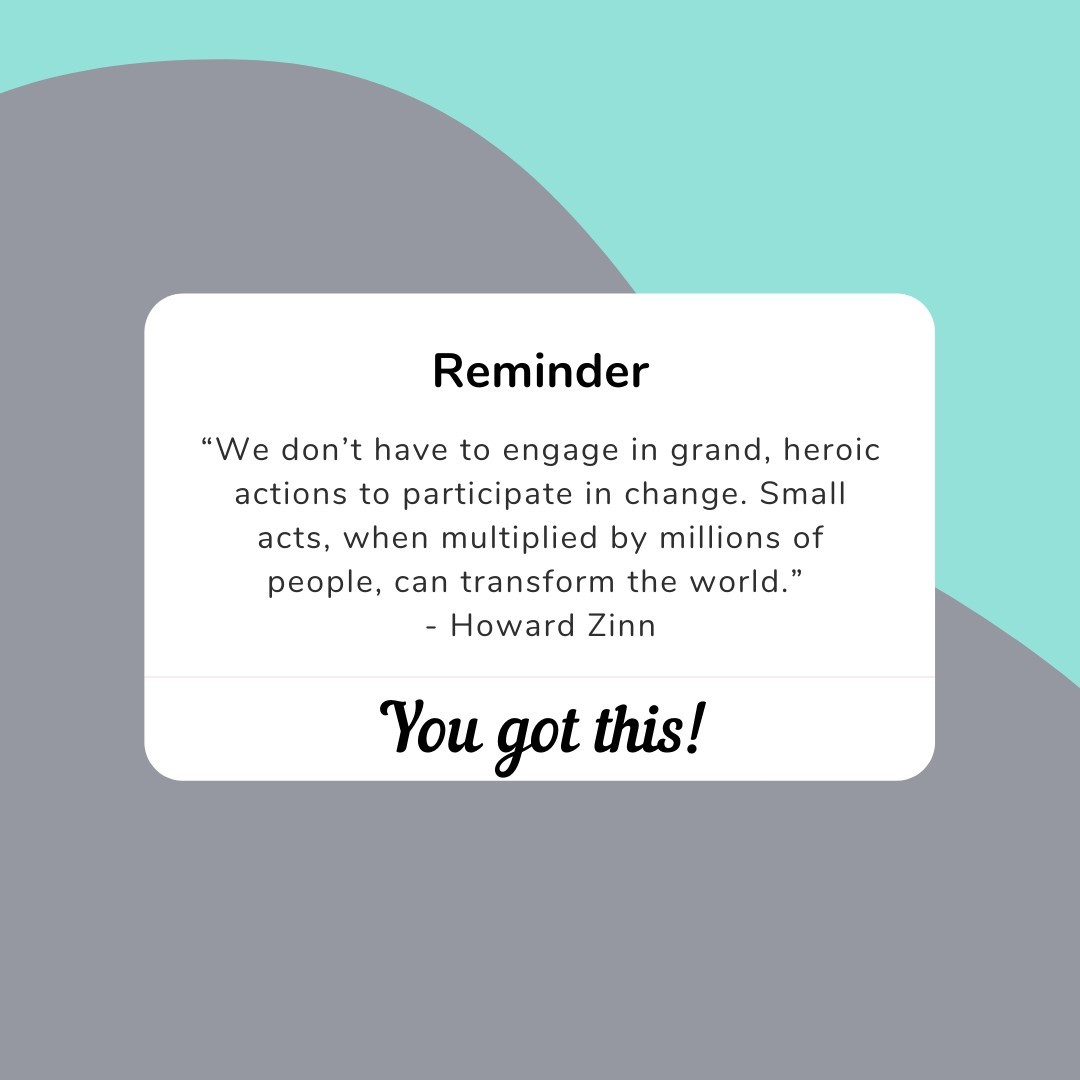 Reminder
“We don’t have to engage in grand, heroic
actions to participate in change. Small
acts, when multiplied by millions of
people, can transform the world.”
- Howard Zinn
You got this!